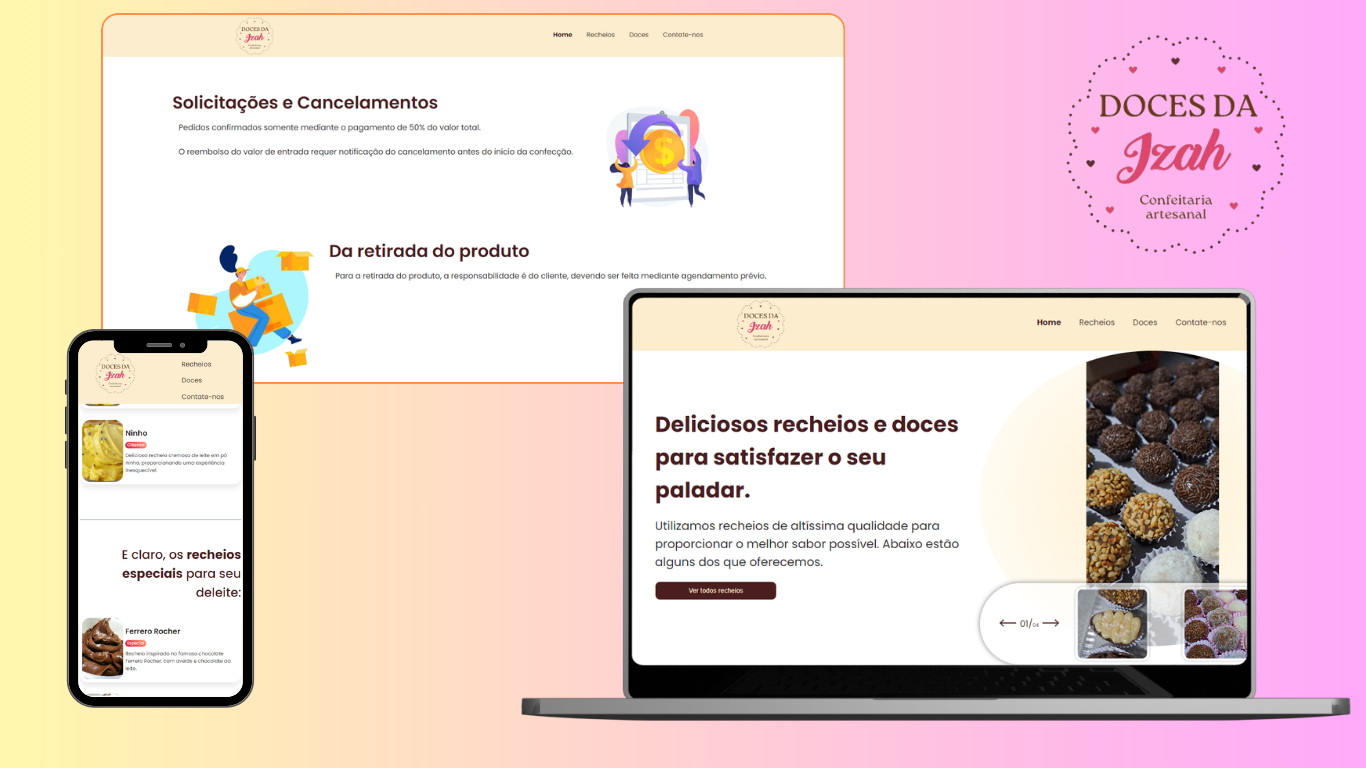 DOCES DA
Izah
Confeitaria
artesanal
Home
Recheios
Doces
Contate-nos
Solicitações e Cancelamentos
Pedidos confirmados somente mediante o pagamento de 50% do valor total.
O reembolso do valor de entrada requer notificação do cancelamento antes do início da confecção.
$
Da retirada do produto
Para a retirada do produto, a responsabilidade é do cliente, devendo ser feita mediante agendamento prévio.
DOCES DA
Izah
Confeitaria
artesanal
DOCES DA
Izah
Confeitaria
artesanal
Recheios
Doces
Contate-nos
Ninho
Clássico
Delicioso recheio cremoso de leite em pó
ninho, proporcionando uma experiência
inesquecível.
E claro, os recheios
especiais para seu
deleite:
Ferrero Rocher
Especial
Recheio inspirado no famoso chocolate
Ferrero Rocher, com avelãs e chocolate ao
leite.
DOCES DA
Izah
Confeitaria
artesanal
Home
Recheios
Doces
Contate-nos
Deliciosos recheios e doces
para satisfazer o seu
paladar.
Utilizamos recheios de altíssima qualidade para
proporcionar o melhor sabor possível. Abaixo estão
alguns dos que oferecemos.
Ver todos recheios
01/04